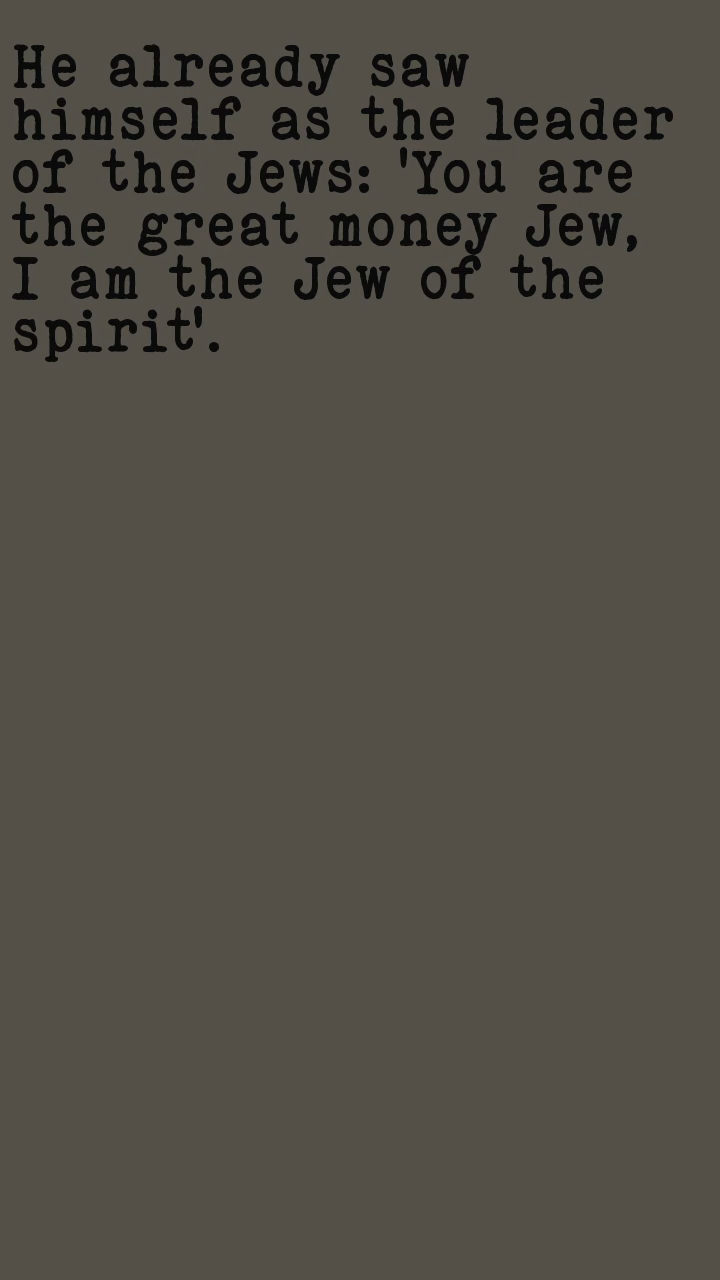 He already saw
himself as the leader
of the Jews: 'You are
the great money Jew,
I am the Jew of the
spirit'.